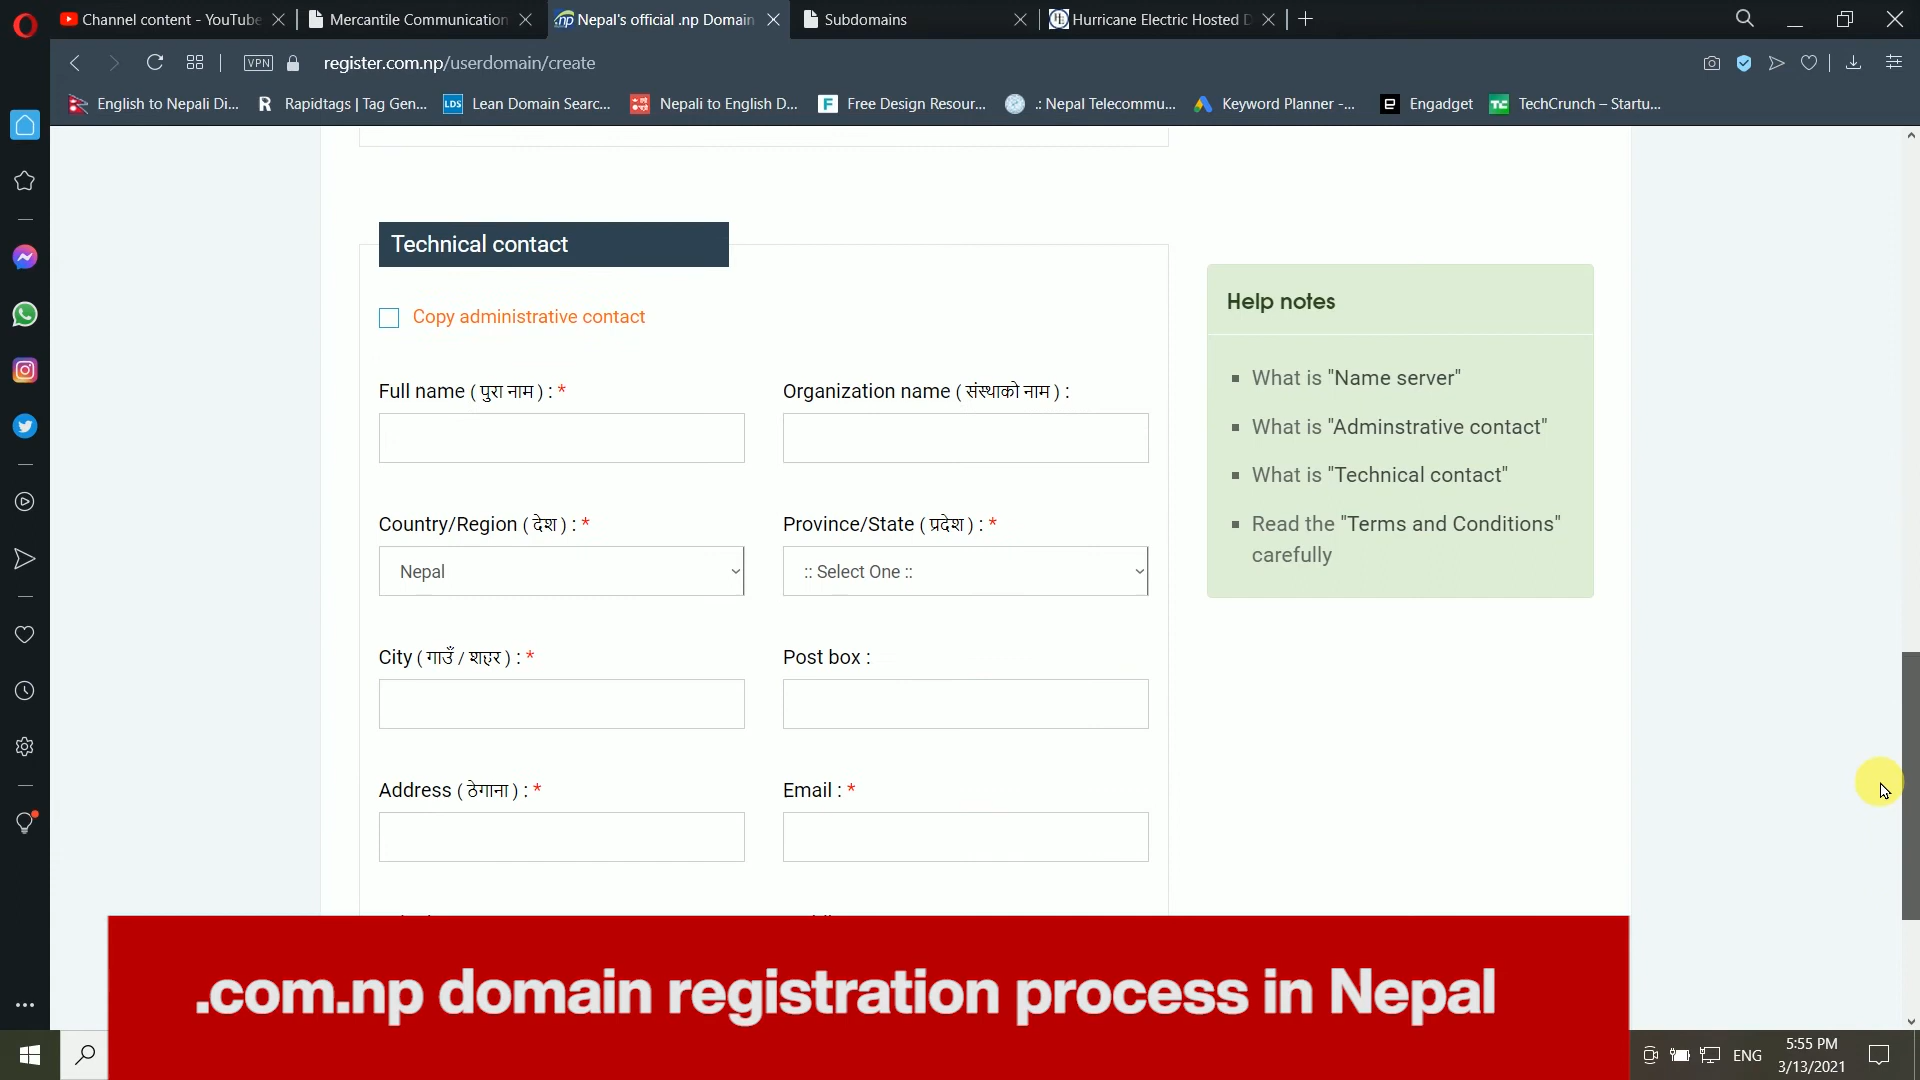 Channel content - YouTube
Mercantile Communication
Nepal's official .np Domain
Subdomains
Hurricane Electric Hosted D
VPN
register.com.np/userdomain/create
English to Nepali Di...
R Rapidtags | Tag Gen...
LDS Lean Domain Searc...
Nepali to English D...
F Free Design Resour...
.: Nepal Telecommu...
Keyword Planner -...
Engadget
TC TechCrunch – Startu...
Technical contact
Copy administrative contact
Full name ( पुरा नाम ) : *
Organization name ( संस्थाको नाम ) :
Country/Region ( देश ) : *
Province/State ( प्रदेश ) : *
Nepal
:: Select One ::
City ( गाउँ / शहर ) : *
Post box :
Address ( ठेगाना ) : *
Email : *
Help notes
What is "Name server"
What is "Adminstrative contact"
What is "Technical contact"
Read the "Terms and Conditions"
carefully
.com.np domain registration process in Nepal
ENG
5:55 PM
3/13/2021